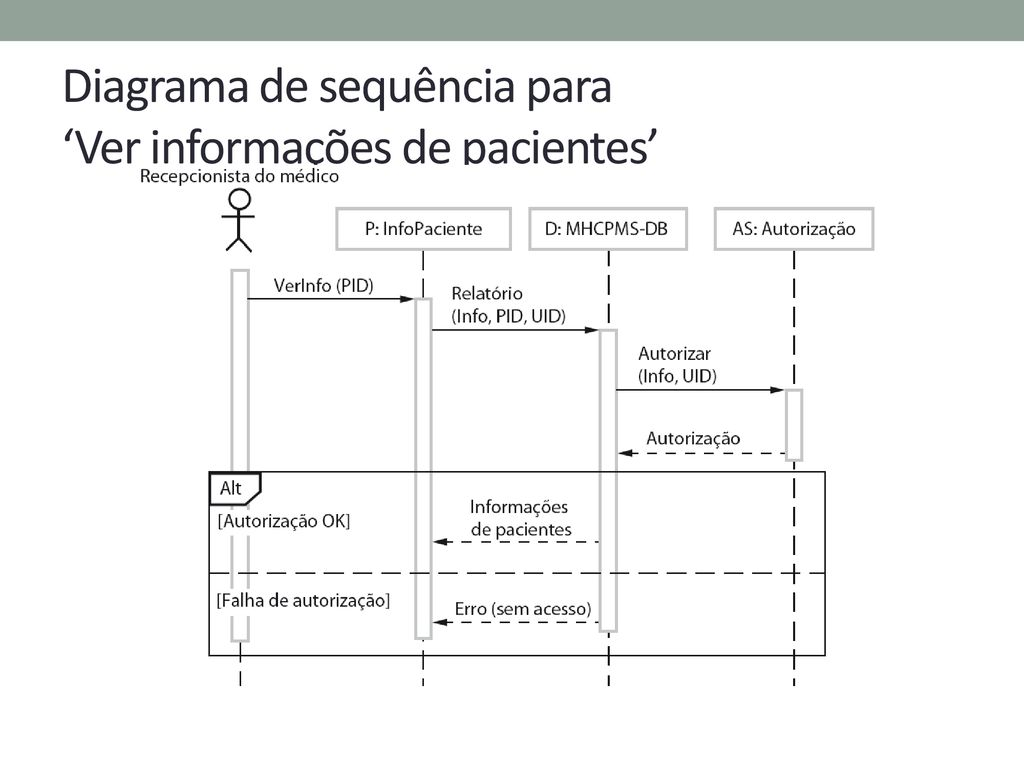 Diagrama de sequência para
‘Ver informações de pacientes’
Recepcionista do médico
P: InfoPaciente
D: MHCPMS-DB
AS: Autorização
VerInfo (PID)
Relatório
(Info, PID, UID)
Autorizar
(Info, UID)
Autorização
Alt
[Autorização OK]
Informações
de pacientes
[Falha de autorização]
Erro (sem acesso)